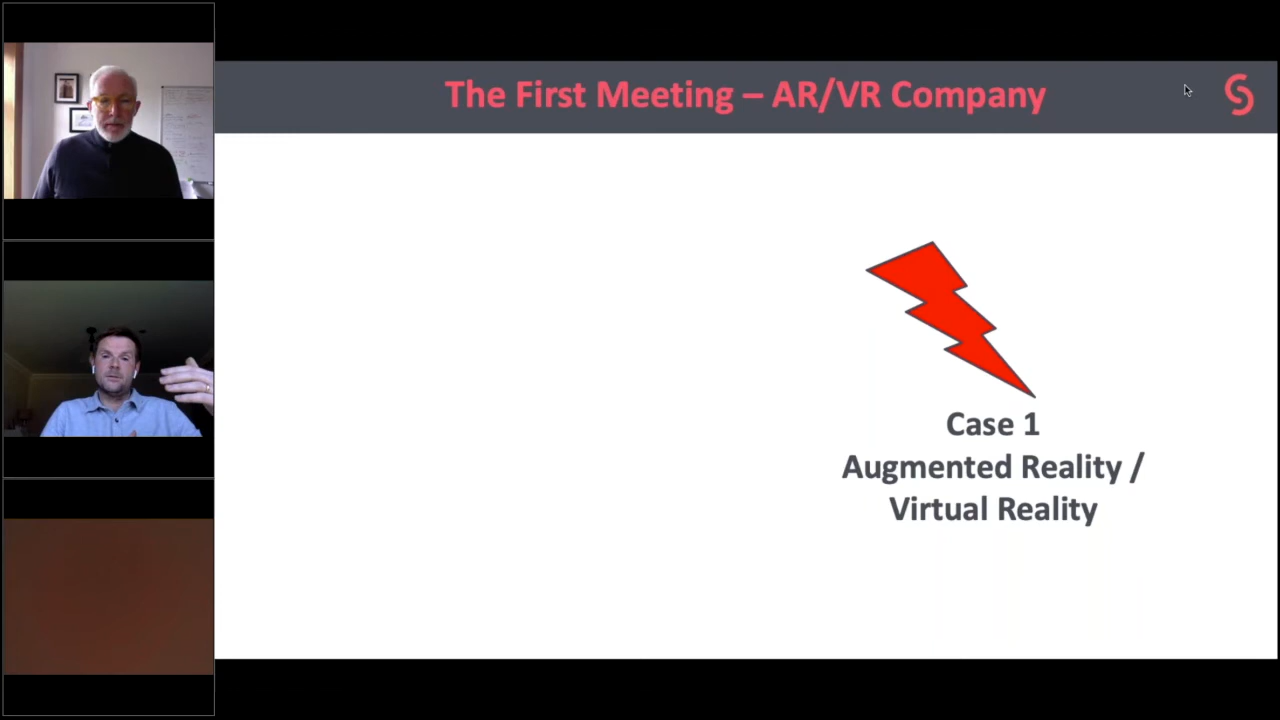 The First Meeting – AR/VR Company
Case 1
Augmented Reality /
Virtual Reality